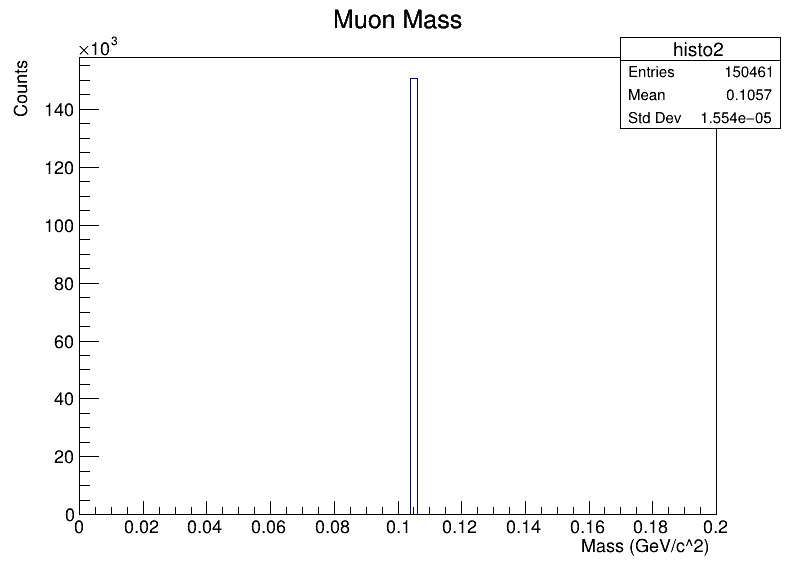 Muon Mass
×10³
Counts
histo2
Entries 150461
Mean 0.1057
Std Dev 1.554e−05
140
120
100
80
60
40
20
0
0 0.02 0.04 0.06 0.08 0.1 0.12 0.14 0.16 0.18 0.2
Mass (GeV/c^2)